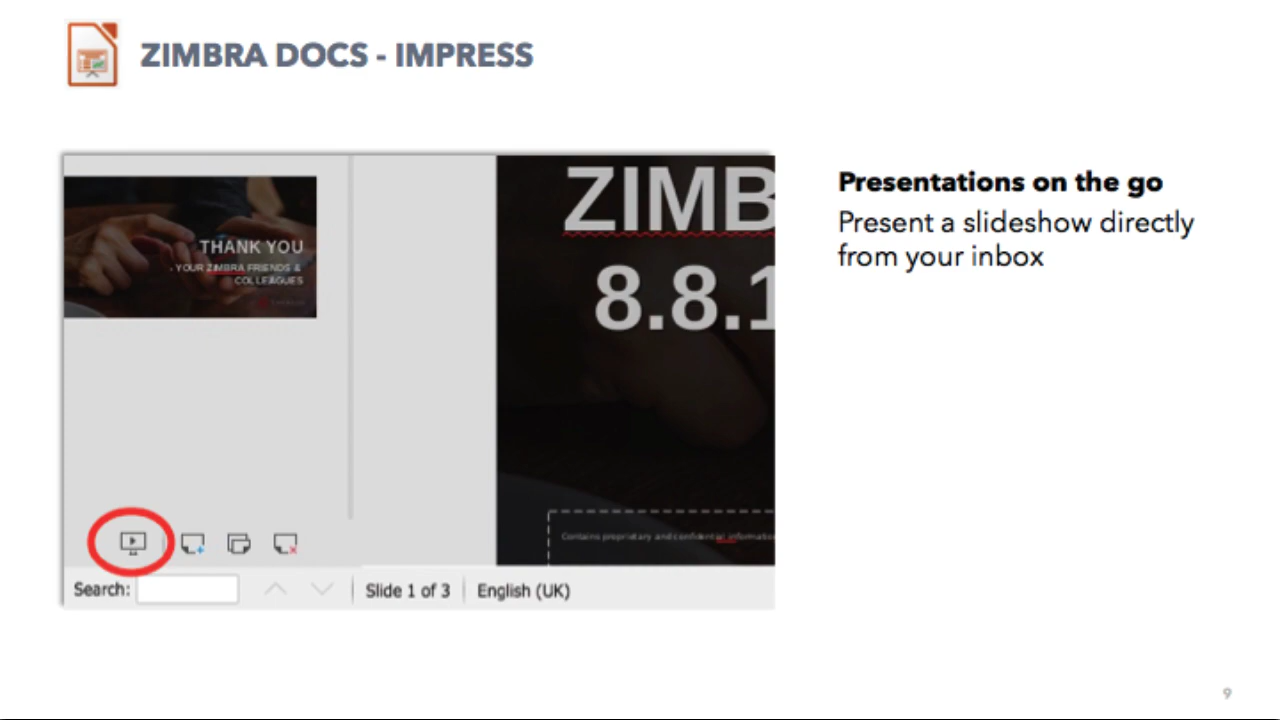 ZIMBRA DOCS - IMPRESS
Presentations on the go
Present a slideshow directly
from your inbox
THANK YOU
- YOUR ZIMBRA FRIENDS &
COLLEAGUES
ZIMB
8.8.1
Contains proprietary and confidential informatio
Search:
Slide 1 of 3
English (UK)
9